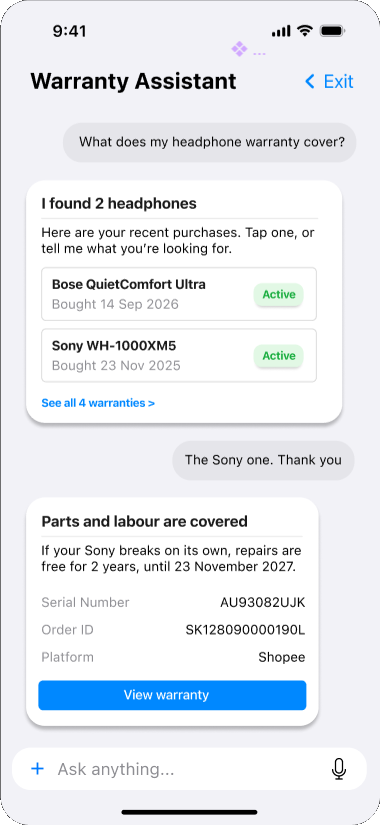 9:41
...
Warranty Assistant
Exit
What does my headphone warranty cover?
I found 2 headphones
Here are your recent purchases. Tap one, or
tell me what you’re looking for.
Bose QuietComfort Ultra
Active
Bought 14 Sep 2026
Sony WH-1000XM5
Active
Bought 23 Nov 2025
See all 4 warranties >
The Sony one. Thank you
Parts and labour are covered
If your Sony breaks on its own, repairs are
free for 2 years, until 23 November 2027.
Serial Number AU93082UJK
Order ID SK128090000190L
Platform Shopee
View warranty
+ Ask anything...